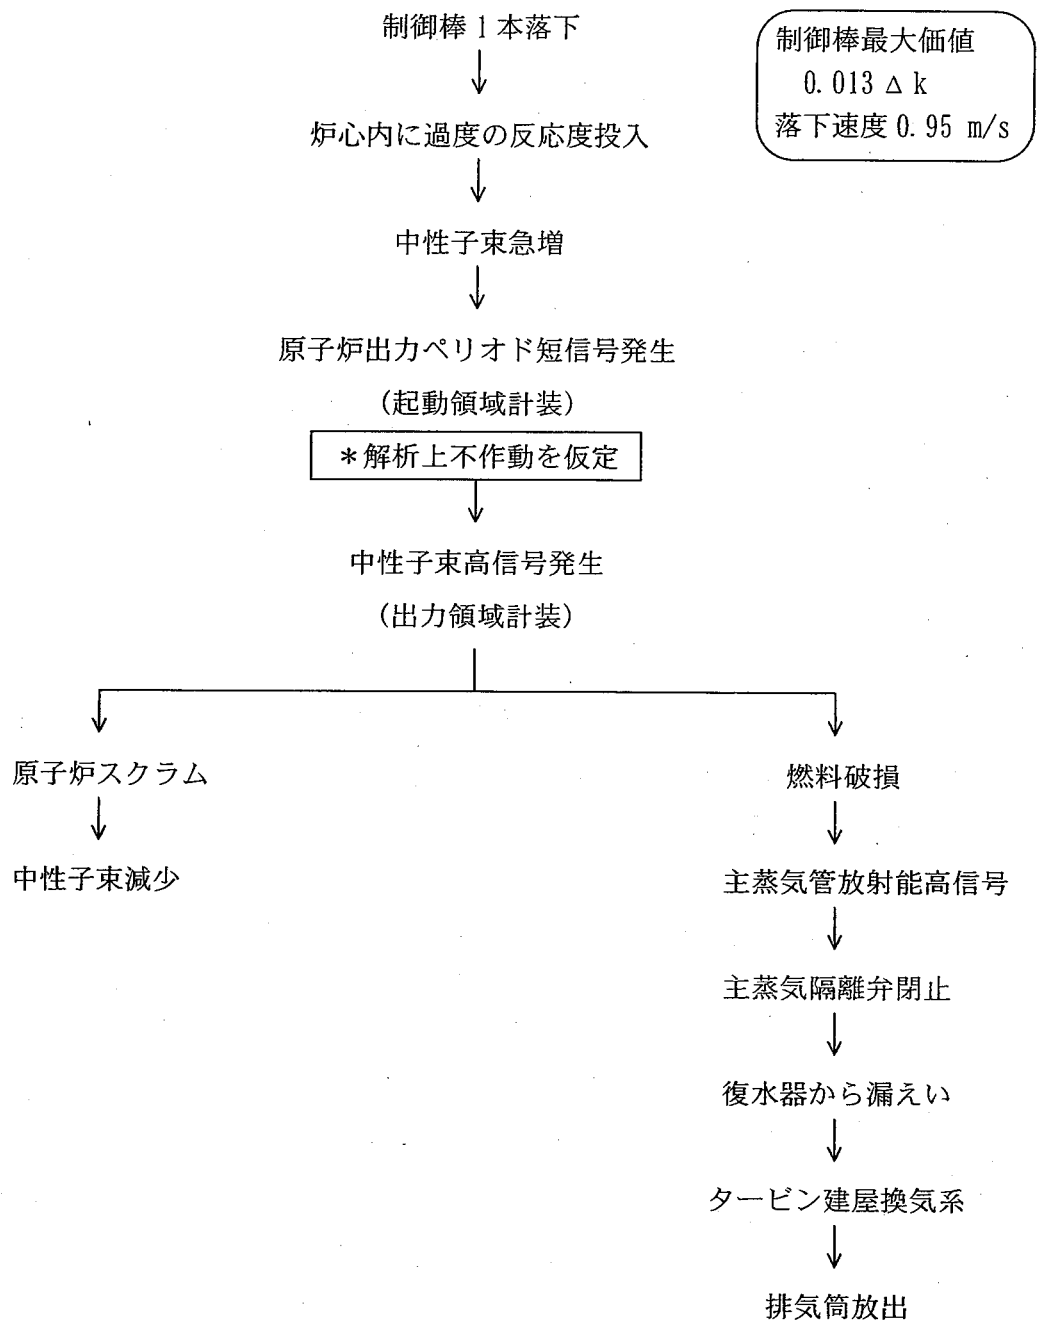 制御棒1本落下
制御棒最大価値
0.013 Δk
落下速度0.95 m/s
炉心内に過度の反応度投入
中性子束急増
原子炉出力ペリオド短信号発生
(起動領域計装)
*解析上不作動を仮定
中性子束高信号発生
(出力領域計装)
原子炉スクラム
中性子束減少
燃料破損
主蒸気管放射能高信号
主蒸気隔離弁閉止
復水器から漏えい
タービン建屋換気系
排気筒放出